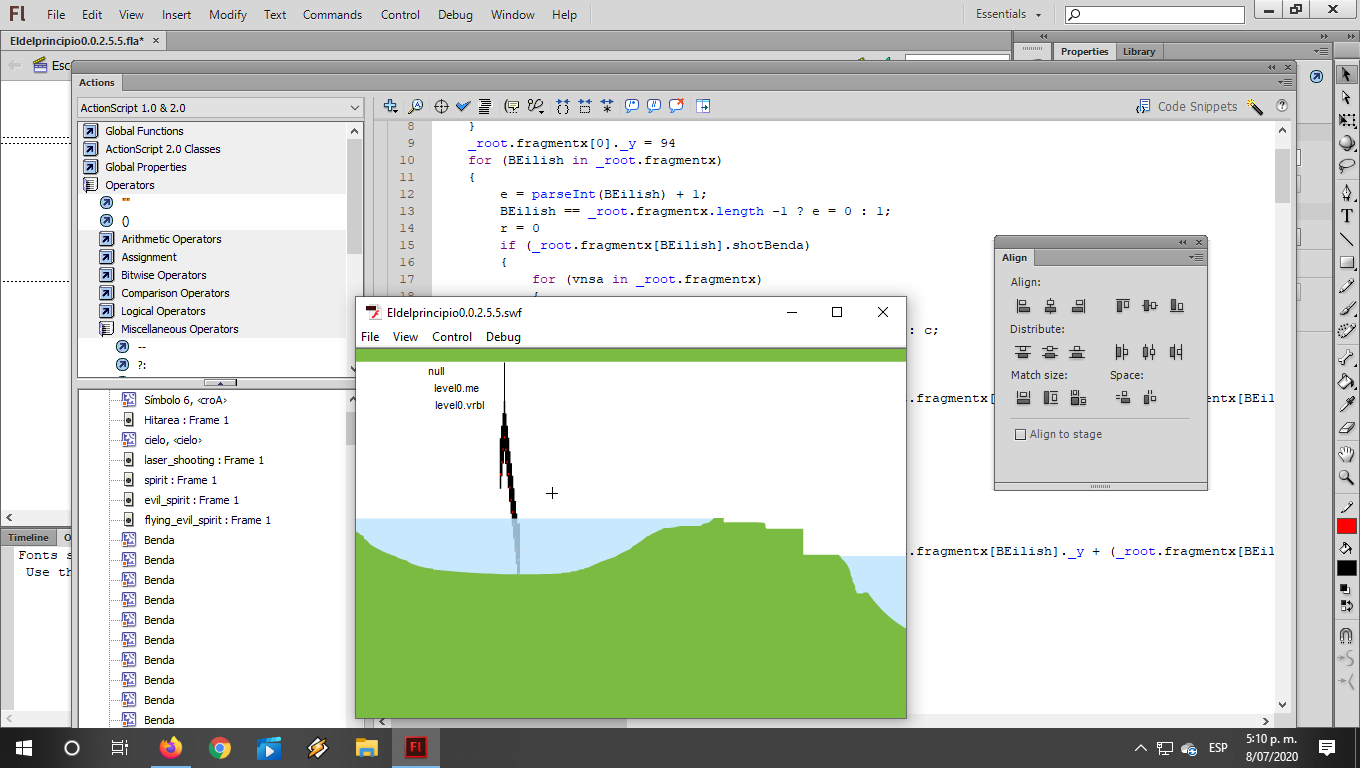 Fl File Edit View Insert Modify Text Commands Control Debug Window Help Essentials
Eldelprincipio0.0.2.5.5.fla* ×
Properties Library
Esc
Actions
ActionScript 1.0 & 2.0
Code Snippets
Global Functions
ActionScript 2.0 Classes
Global Properties
Operators
""
()
Arithmetic Operators
Assignment
Bitwise Operators
Comparison Operators
Logical Operators
Miscellaneous Operators
--
?:
Símbolo 6, <croA>
Hitarea : Frame 1
cielo, <cielo>
laser_shooting : Frame 1
spirit : Frame 1
evil_spirit : Frame 1
flying_evil_spirit : Frame 1
Benda
Benda
Benda
Benda
Benda
Benda
Benda
Benda
Benda
Benda
8 }
9 _root.fragmentx[0]._y = 94
10 for (BEilish in _root.fragmentx)
11 {
12 e = parseInt(BEilish) + 1;
13 BEilish == _root.fragmentx.length -1 ? e = 0 : 1;
14 r = 0
15 if (_root.fragmentx[BEilish].shotBenda)
16 {
17 for (vnsa in _root.fragmentx)
: c;
.fragmentx[BEilish]._y + (_root.fragmentx[BEil
Timeline O
Fonts s
Use th
Eldelprincipio0.0.2.5.5.swf
File View Control Debug
null
level0.me
level0.vrbl
Align
Align:
Distribute:
Match size: Space:
Align to stage
Fl
ESP
5:10 p. m.
8/07/2020